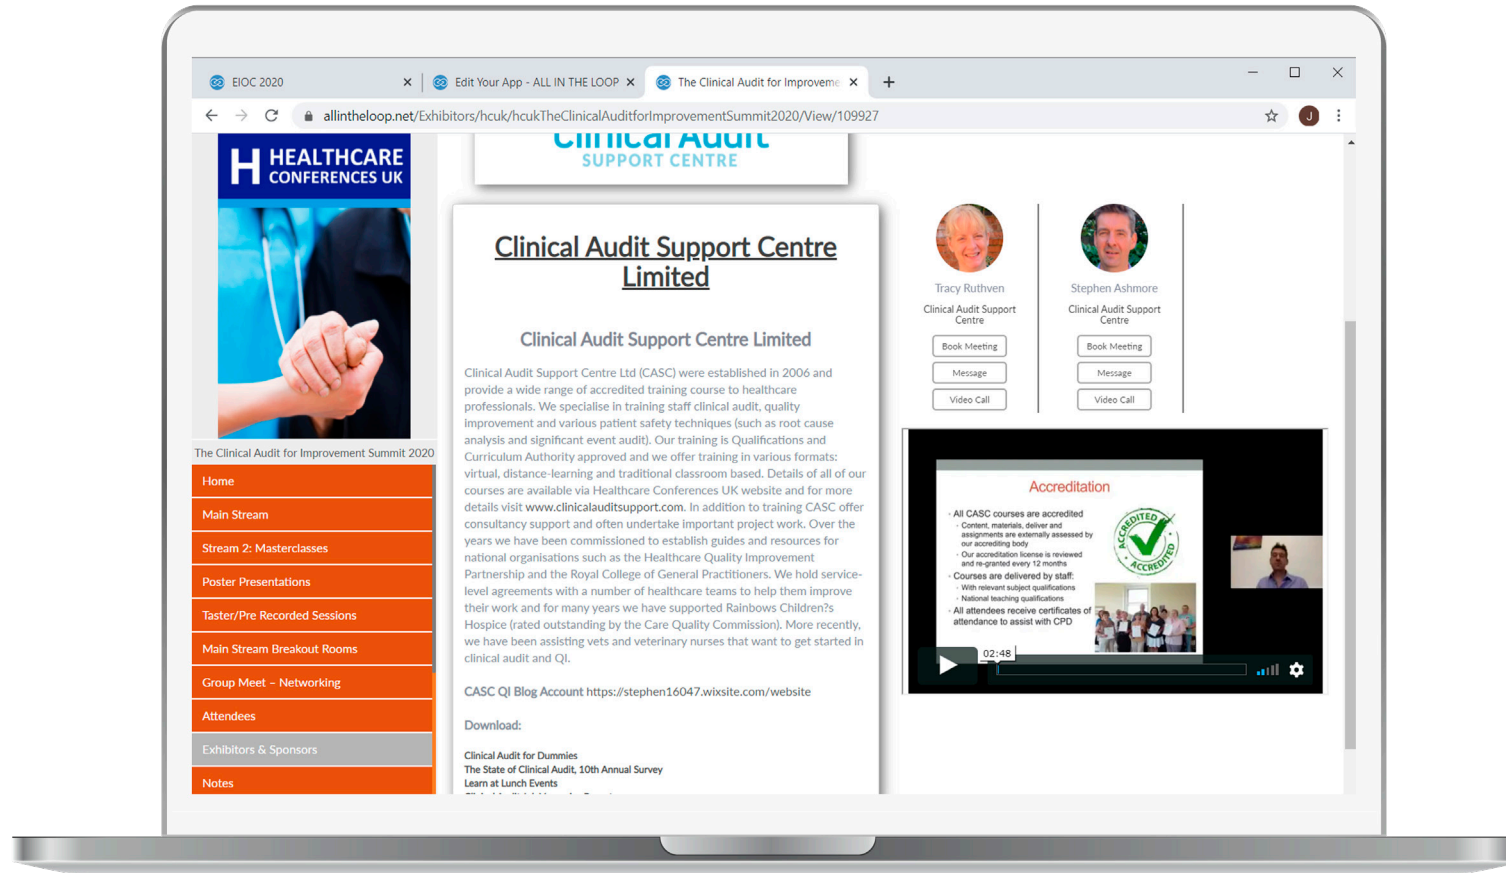 EIOC 2020
Edit Your App - ALL IN THE LOOP
The Clinical Audit for Improveme
allintheloop.net/Exhibitors/hcuk/hcukTheClinicalAuditforImprovementSummit2020/View/109927
J
H HEALTHCARE
CONFERENCES UK
The Clinical Audit for Improvement Summit 2020
Home
Main Stream
Stream 2: Masterclasses
Poster Presentations
Taster/Pre Recorded Sessions
Main Stream Breakout Rooms
Group Meet – Networking
Attendees
Exhibitors & Sponsors
Notes
Clinical Audit
SUPPORT CENTRE
Clinical Audit Support Centre
Limited
Clinical Audit Support Centre Limited
Clinical Audit Support Centre Ltd (CASC) were established in 2006 and
provide a wide range of accredited training course to healthcare
professionals. We specialise in training staff clinical audit, quality
improvement and various patient safety techniques (such as root cause
analysis and significant event audit). Our training is Qualifications and
Curriculum Authority approved and we offer training in various formats:
virtual, distance-learning and traditional classroom based. Details of all of our
courses are available via Healthcare Conferences UK website and for more
details visit www.clinicalauditsupport.com. In addition to training CASC offer
consultancy support and often undertake important project work. Over the
years we have been commissioned to establish guides and resources for
national organisations such as the Healthcare Quality Improvement
Partnership and the Royal College of General Practitioners. We hold service-
level agreements with a number of healthcare teams to help them improve
their work and for many years we have supported Rainbows Children?s
Hospice (rated outstanding by the Care Quality Commission). More recently,
we have been assisting vets and veterinary nurses that want to get started in
clinical audit and QI.
CASC QI Blog Account https://stephen16047.wixsite.com/website
Download:
Clinical Audit for Dummies
The State of Clinical Audit, 10th Annual Survey
Learn at Lunch Events
Tracy Ruthven
Clinical Audit Support
Centre
Book Meeting
Message
Video Call
Stephen Ashmore
Clinical Audit Support
Centre
Book Meeting
Message
Video Call
Accreditation
All CASC courses are accredited
- Content, materials, deliver and
assignments are externally assessed by
our accrediting body
- Our accreditation license is reviewed
and re-granted every 12 months
Courses are delivered by staff:
- With relevant subject qualifications
- National teaching qualifications
All attendees receive certificates of
attendance to assist with CPD
ACCREDITED
ACCREDITED
02:48